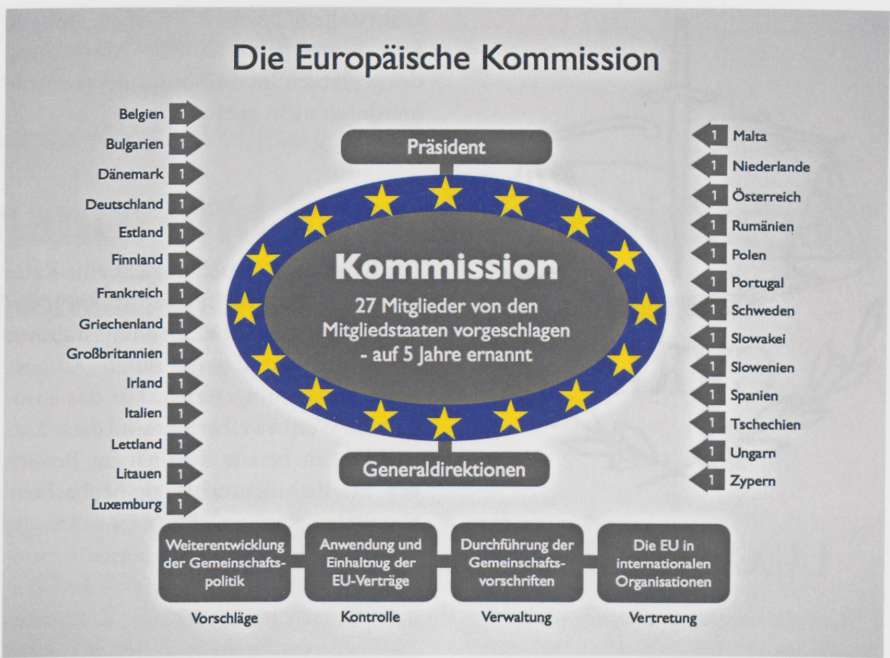 Die Europäische Kommission
Belgien 1
Bulgarien 1
Dänemark 1
Deutschland 1
Estland 1
Finnland 1
Frankreich 1
Griechenland 1
Großbritannien 1
Irland 1
Italien 1
Lettland 1
Litauen 1
Luxemburg 1
Präsident
Kommission
27 Mitglieder von den
Mitgliedstaaten vorgeschlagen
- auf 5 Jahre ernannt
Generaldirektionen
1 Malta
1 Niederlande
1 Österreich
1 Rumänien
1 Polen
1 Portugal
1 Schweden
1 Slowakei
1 Slowenien
1 Spanien
1 Tschechien
1 Ungarn
1 Zypern
Weiterentwicklung
der Gemeinschafts-
politik
Vorschläge
Anwendung und
Einhaltnug der
EU-Verträge
Kontrolle
Durchführung der
Gemeinschafts-
vorschriften
Verwaltung
Die EU in
internationalen
Organisationen
Vertretung